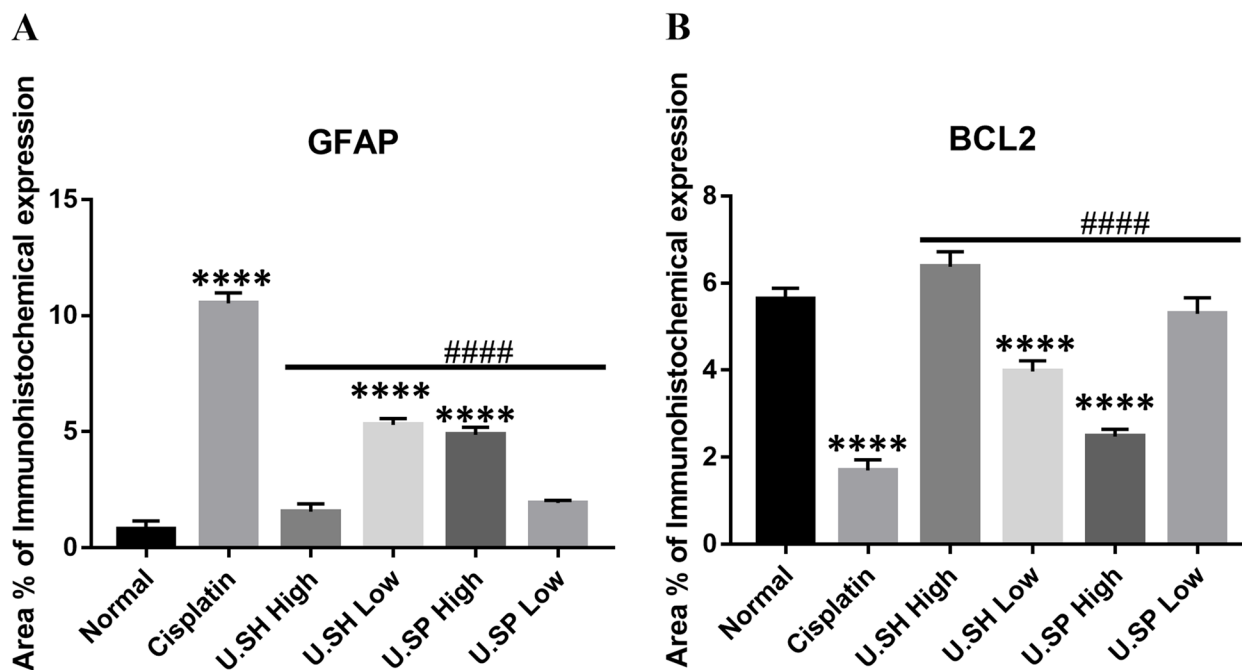 A
GFAP
Area % of Immunohistochemical expression
15
10
5
0
****
****
****
####
Normal
Cisplatin
U.SH High
U.SH Low
U.SP High
U.SP Low
B
BCL2
Area % of Immunohistochemical expression
8
6
4
2
0
****
****
****
####
Normal
Cisplatin
U.SH High
U.SH Low
U.SP High
U.SP Low